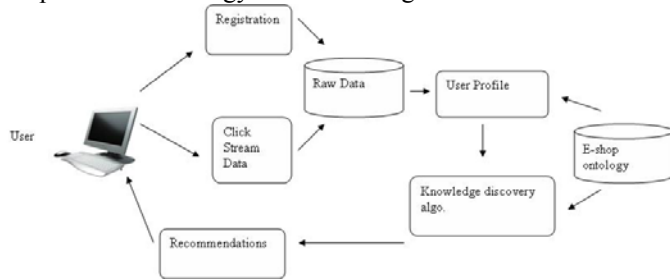 Registration
Raw Data
User Profile
User
Click
Stream
Data
E-shop
ontology
Knowledge discovery
algo.
Recommendations